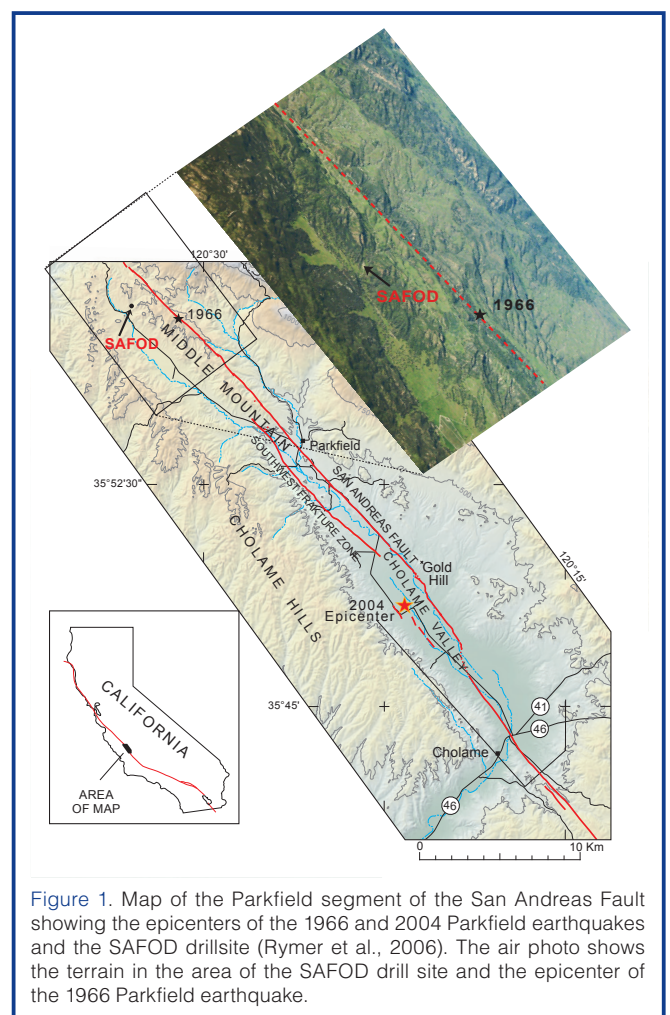 SAFOD
1966
120°30'
1966
SAFOD
MIDDLE MOUNTAIN
Parkfield
SOUTHWEST FRAKTURE ZONE
SAN ANDREAS FAULT
35°52'30"
CHOLAME HILLS
Gold
Hill
120°15'
CHOLAME VALLEY
2004
Epicenter
35°45'
41
46
Cholame
46
CALIFORNIA
AREA
OF MAP
0 10 Km
Figure 1. Map of the Parkfield segment of the San Andreas Fault
showing the epicenters of the 1966 and 2004 Parkfield earthquakes
and the SAFOD drillsite (Rymer et al., 2006). The air photo shows
the terrain in the area of the SAFOD drill site and the epicenter of
the 1966 Parkfield earthquake.